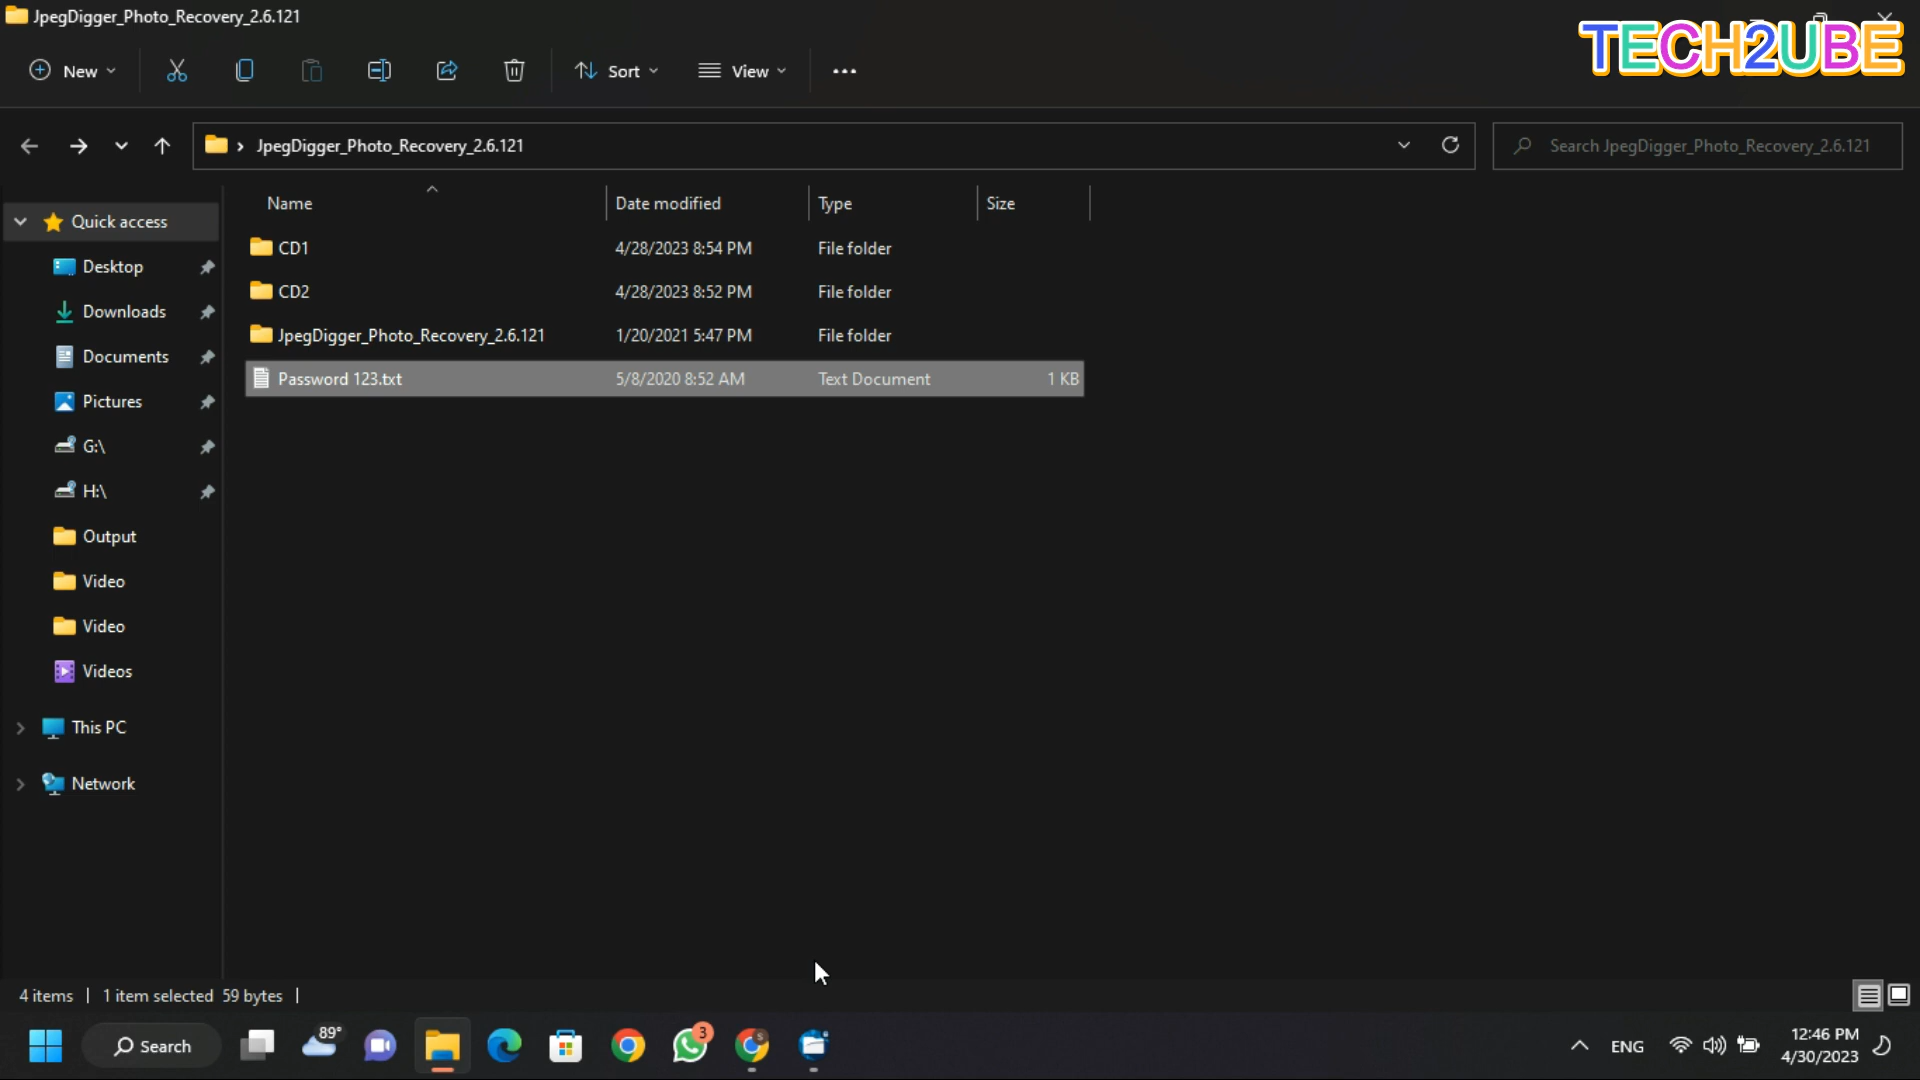 JpegDigger_Photo_Recovery_2.6.121
TECH2UBE
New
Sort
View
JpegDigger_Photo_Recovery_2.6.121
Search JpegDigger_Photo_Recovery_2.6.121
Name Date modified Type Size
Quick access
Desktop
Downloads
Documents
Pictures
G:\
H:\
Output
Video
Video
Videos
This PC
Network
CD1 4/28/2023 8:54 PM File folder
CD2 4/28/2023 8:52 PM File folder
JpegDigger_Photo_Recovery_2.6.121 1/20/2021 5:47 PM File folder
Password 123.txt 5/8/2020 8:52 AM Text Document 1 KB
4 items 1 item selected 59 bytes
Search
89°
3
S
ENG
12:46 PM
4/30/2023